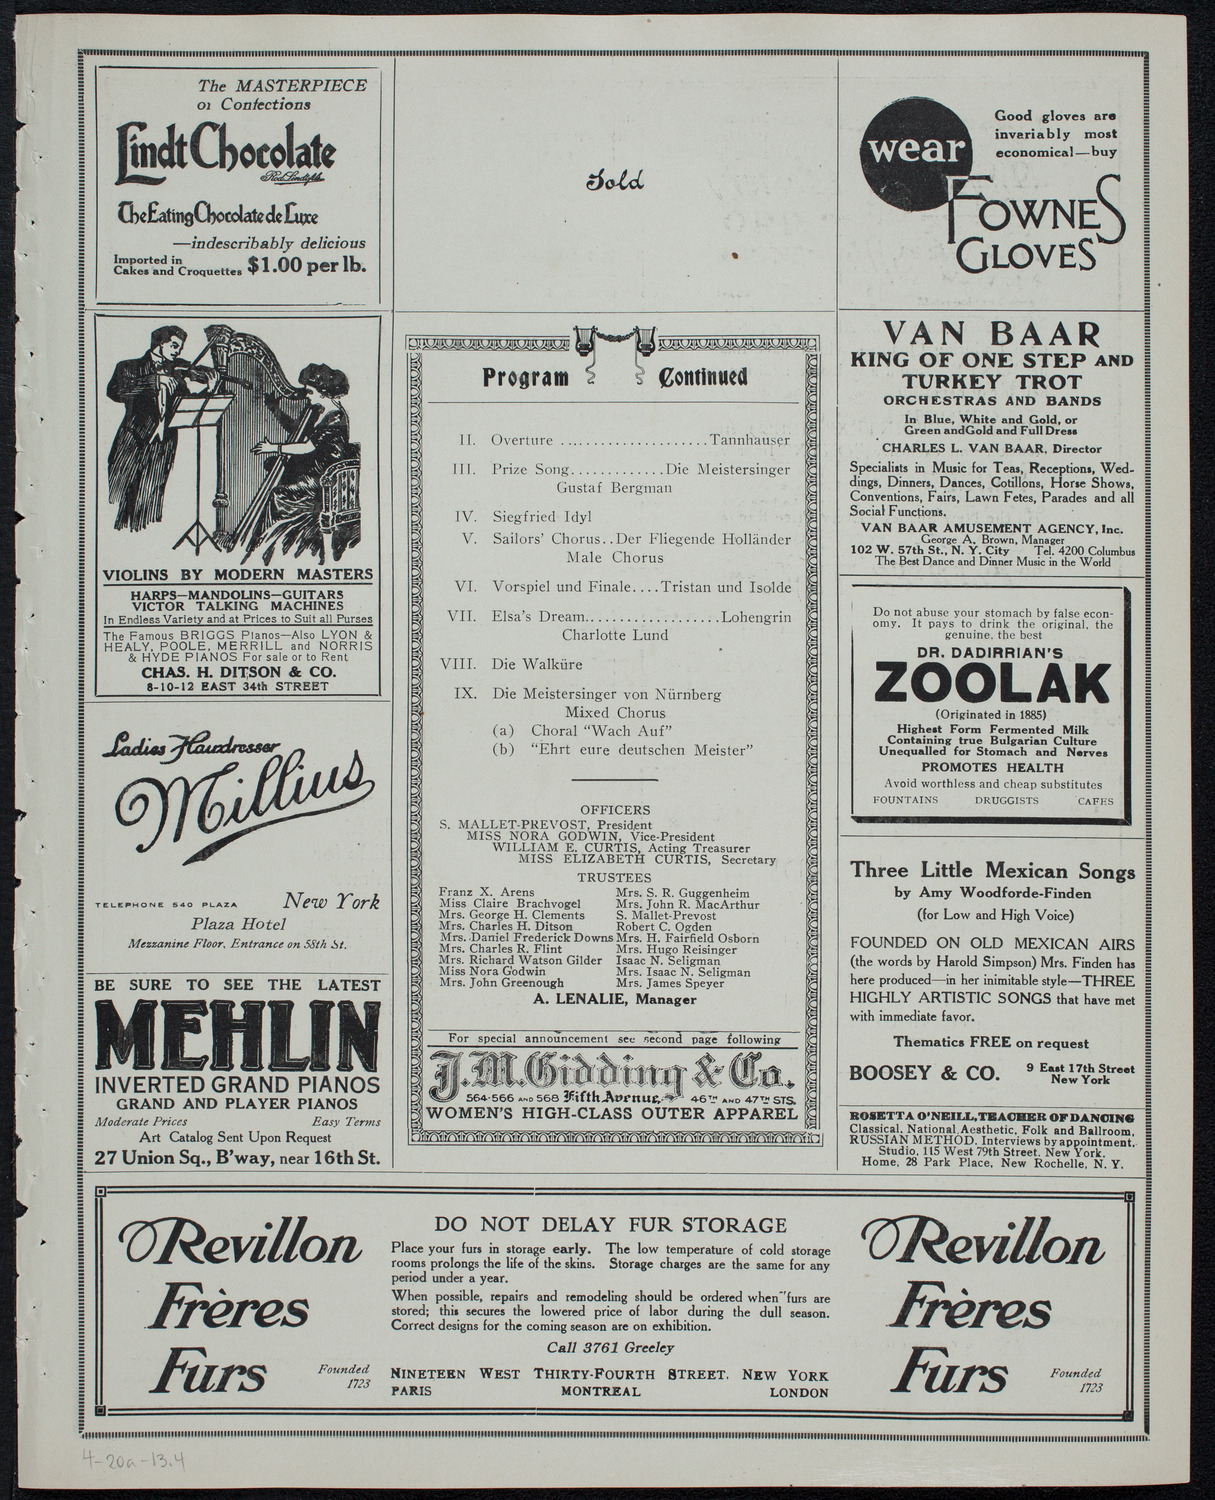 The MASTERPIECE
of Confections
Lindt Chocolate
The Eating Chocolate de Luxe
—indescribably delicious
Imported in
Cakes and Croquettes $1.00 per lb.
VIOLINS BY MODERN MASTERS
HARPS—MANDOLINS—GUITARS
VICTOR TALKING MACHINES
In Endless Variety and at Prices to Suit all Purses
The Famous BRIGGS Pianos—Also LYON &
HEALY, POOLE, MERRILL and NORRIS
& HYDE PIANOS For sale or to Rent
CHAS. H. DITSON & CO.
8-10-12 EAST 34th STREET
Ladies Hairdresser
Millius
TELEPHONE 540 PLAZA New York
Plaza Hotel
Mezzanine Floor, Entrance on 58th St.
BE SURE TO SEE THE LATEST
MEHLIN
INVERTED GRAND PIANOS
GRAND AND PLAYER PIANOS
Moderate Prices Easy Terms
Art Catalog Sent Upon Request
27 Union Sq., B'way, near 16th St.
Sold
Program Continued
II. Overture ......................Tannhauser
III. Prize Song.............Die Meistersinger
Gustaf Bergman
IV. Siegfried Idyl
V. Sailors' Chorus..Der Fliegende Holländer
Male Chorus
VI. Vorspiel und Finale....Tristan und Isolde
VII. Elsa's Dream...................Lohengrin
Charlotte Lund
VIII. Die Walküre
IX. Die Meistersinger von Nürnberg
Mixed Chorus
(a) Choral "Wach Auf"
(b) "Ehrt eure deutschen Meister"
OFFICERS
S. MALLET-PREVOST, President
MISS NORA GODWIN, Vice-President
WILLIAM E. CURTIS, Acting Treasurer
MISS ELIZABETH CURTIS, Secretary
TRUSTEES
Franz X. Arens Mrs. S. R. Guggenheim
Miss Claire Brachvogel Mrs. John R. MacArthur
Mrs. George H. Clements S. Mallet-Prevost
Mrs. Charles H. Ditson Robert C. Ogden
Mrs. Daniel Frederick Downs Mrs. H. Fairfield Osborn
Mrs. Charles R. Flint Mrs. Hugo Reisinger
Mrs. Richard Watson Gilder Isaac N. Seligman
Miss Nora Godwin Mrs. Isaac N. Seligman
Mrs. John Greenough Mrs. James Speyer
A. LENALIE, Manager
For special announcement see second page following
J.M.Gidding & Co.
564-566 AND 568 Fifth Avenue, 46TH AND 47TH STS.
WOMEN'S HIGH-CLASS OUTER APPAREL
wear
Good gloves are
invariably most
economical—buy
FOWNES
GLOVES
VAN BAAR
KING OF ONE STEP AND
TURKEY TROT
ORCHESTRAS AND BANDS
In Blue, White and Gold, or
Green andGold and Full Dress
CHARLES L. VAN BAAR, Director
Specialists in Music for Teas, Receptions, Wed-
dings, Dinners, Dances, Cotillons, Horse Shows,
Conventions, Fairs, Lawn Fetes, Parades and all
Social Functions.
VAN BAAR AMUSEMENT AGENCY, Inc.
George A. Brown, Manager
102 W. 57th St., N. Y. City Tel. 4200 Columbus
The Best Dance and Dinner Music in the World
Do not abuse your stomach by false econ-
omy. It pays to drink the original, the
genuine, the best
DR. DADIRRIAN'S
ZOOLAK
(Originated in 1885)
Highest Form Fermented Milk
Containing true Bulgarian Culture
Unequalled for Stomach and Nerves
PROMOTES HEALTH
Avoid worthless and cheap substitutes
FOUNTAINS DRUGGISTS CAFES
Three Little Mexican Songs
by Amy Woodforde-Finden
(for Low and High Voice)
FOUNDED ON OLD MEXICAN AIRS
(the words by Harold Simpson) Mrs. Finden has
here produced—in her inimitable style—THREE
HIGHLY ARTISTIC SONGS that have met
with immediate favor.
Thematics FREE on request
BOOSEY & CO. 9 East 17th Street
New York
ROSETTA O'NEILL, TEACHER OF DANCING
Classical, National, Aesthetic, Folk and Ballroom.
RUSSIAN METHOD. Interviews by appointment.
Studio, 115 West 79th Street, New York.
Home, 28 Park Place, New Rochelle, N. Y.
Revillon
Frères
Furs
Founded
1723
DO NOT DELAY FUR STORAGE
Place your furs in storage early. The low temperature of cold storage
rooms prolongs the life of the skins. Storage charges are the same for any
period under a year.
When possible, repairs and remodeling should be ordered when furs are
stored; this secures the lowered price of labor during the dull season.
Correct designs for the coming season are on exhibition.
Call 3761 Greeley
NINETEEN WEST THIRTY-FOURTH STREET, NEW YORK
PARIS MONTREAL LONDON
Revillon
Frères
Furs
Founded
1723
4-20a-13.4